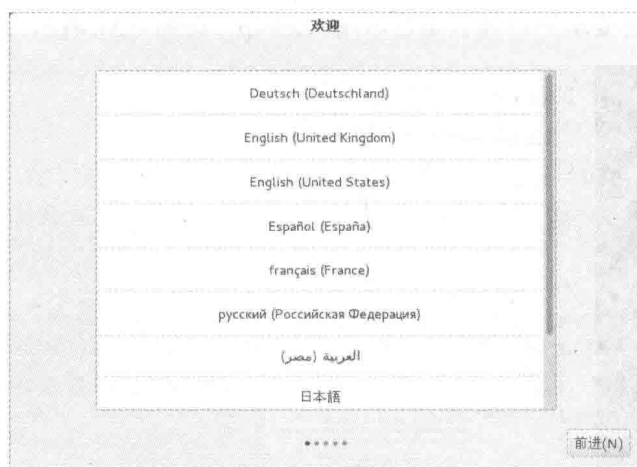 欢迎
Deutsch (Deutschland)
English (United Kingdom)
English (United States)
Español (España)
français (France)
русский (Российская Федерация)
العربية (مصر)
日本語
前进(N)